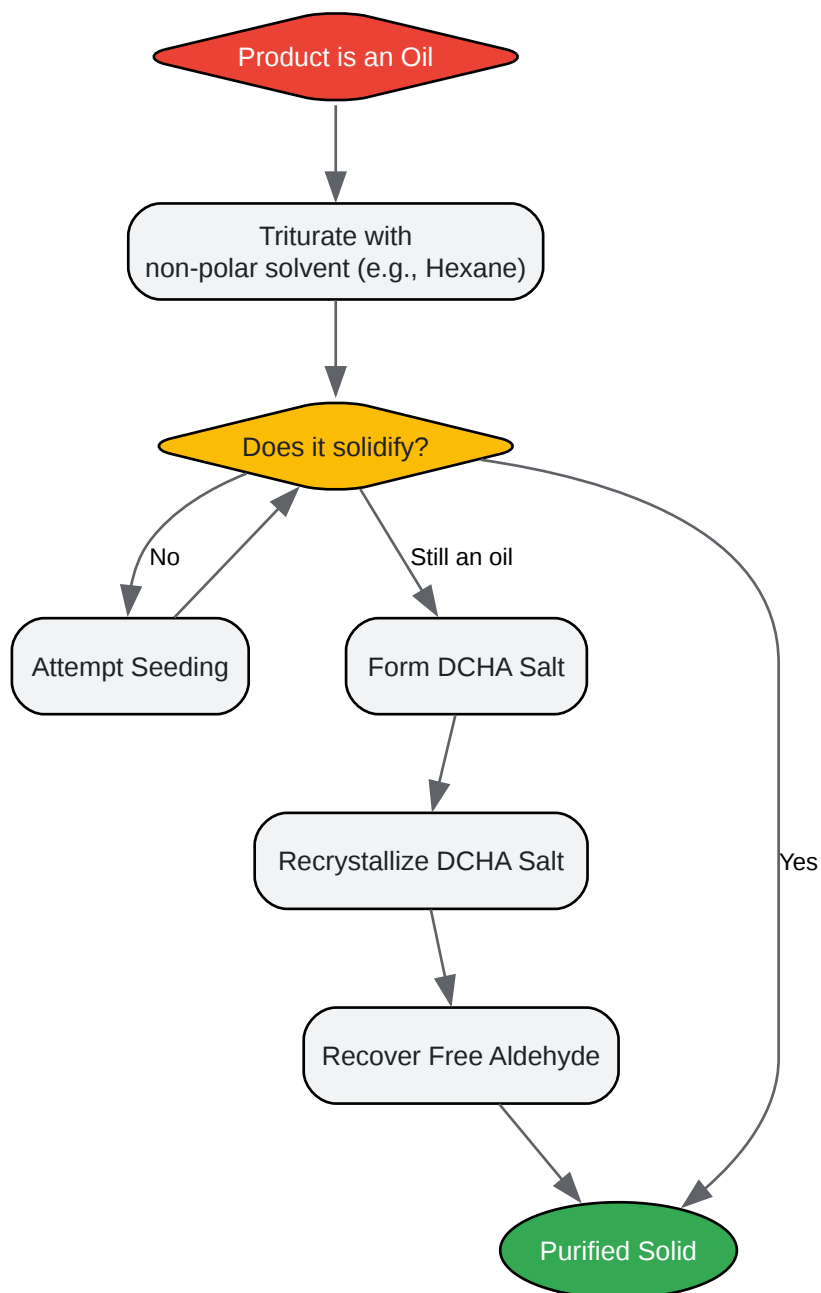 Product is an Oil
Triturate with
non-polar solvent (e.g., Hexane)
Does it solidify?
No
Still an oil
Attempt Seeding
Form DCHA Salt
Recrystallize DCHA Salt
Yes
Recover Free Aldehyde
Purified Solid